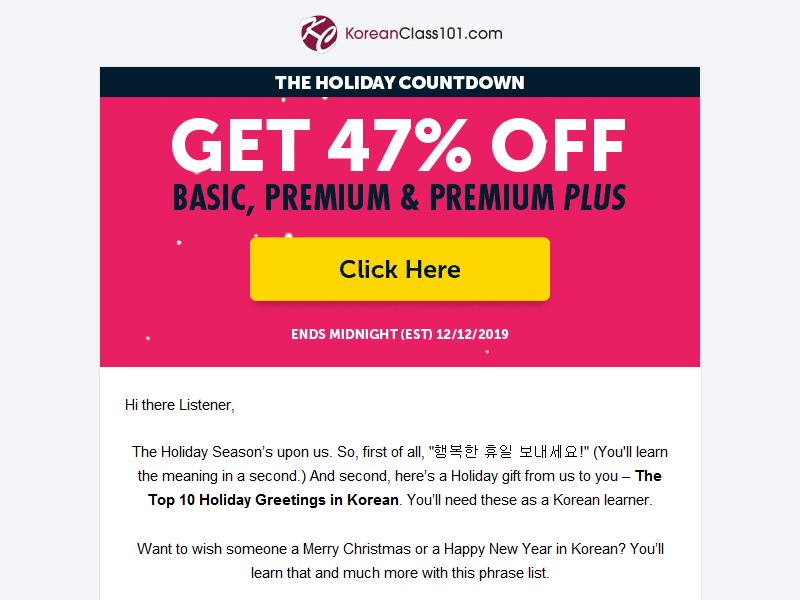 KoreanClass101.com
THE HOLIDAY COUNTDOWN
GET 47% OFF
BASIC, PREMIUM & PREMIUM PLUS
Click Here
ENDS MIDNIGHT (EST) 12/12/2019
Hi there Listener,
The Holiday Season’s upon us. So, first of all, "행복한 휴일 보내세요!" (You'll learn
the meaning in a second.) And second, here’s a Holiday gift from us to you – The
Top 10 Holiday Greetings in Korean. You’ll need these as a Korean learner.
Want to wish someone a Merry Christmas or a Happy New Year in Korean? You’ll
learn that and much more with this phrase list.